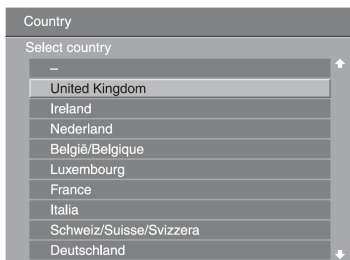 Country
Select country
–
United Kingdom
Ireland
Nederland
België/Belgique
Luxembourg
France
Italia
Schweiz/Suisse/Svizzera
Deutschland